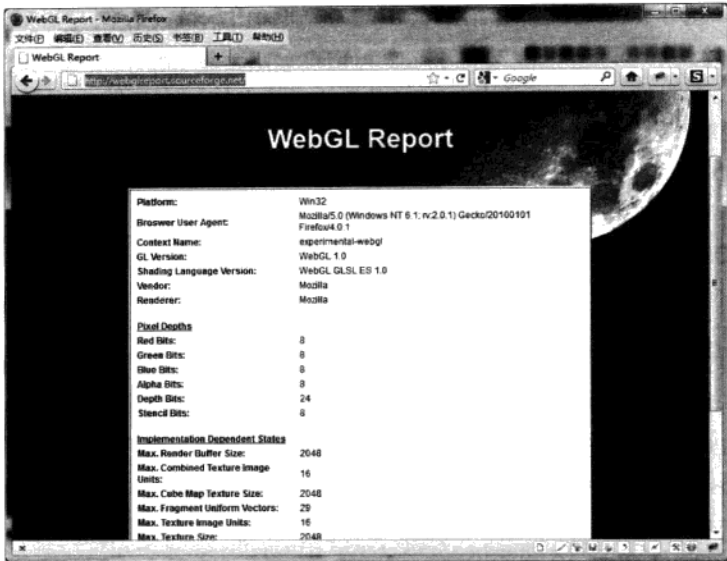 WebGL Report - Mozilla Firefox
文件(F) 编辑(E) 查看(V) 历史(S) 书签(B) 工具(T) 帮助(H)
WebGL Report +
http://webglreport.sourceforge.net/ Google
WebGL Report
Platform: Win32
Broswer User Agent: Mozilla/5.0 (Windows NT 6.1; rv:2.0.1) Gecko/20100101
Firefox/4.0.1
Context Name: experimental-webgl
GL Version: WebGL 1.0
Shading Language Version: WebGL GLSL ES 1.0
Vendor: Mozilla
Renderer: Mozilla
Pixel Depths
Red Bits: 8
Green Bits: 8
Blue Bits: 8
Alpha Bits: 8
Depth Bits: 24
Stencil Bits: 8
Implementation Dependent States
Max. Render Buffer Size: 2048
Max. Combined Texture Image
Units: 16
Max. Cube Map Texture Size: 2048
Max. Fragment Uniform Vectors: 29
Max. Texture Image Units: 16
Max. Texture Size: 2048